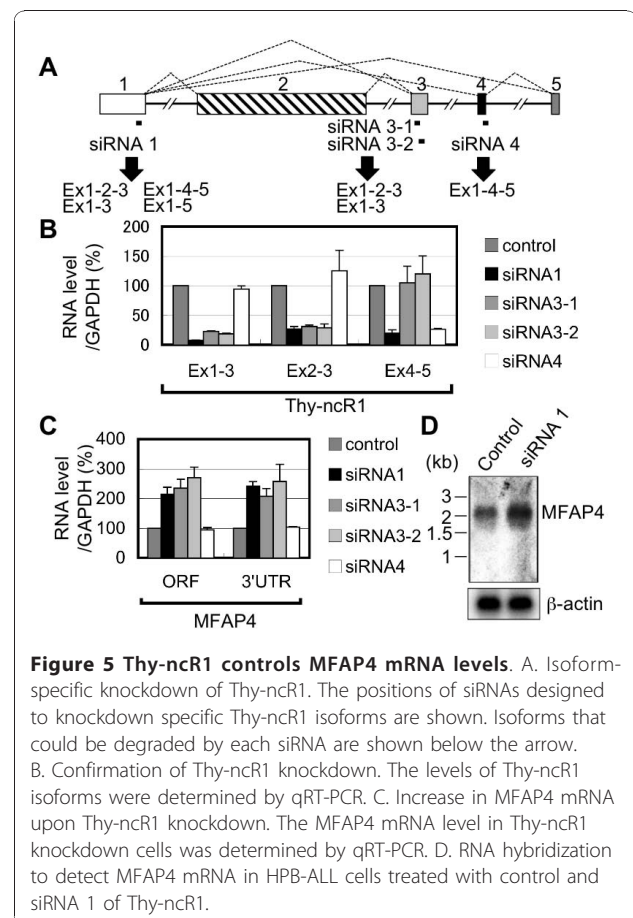 A
1 2 3 4 5
siRNA 1
siRNA 3-1
siRNA 3-2
siRNA 4
Ex1-2-3 Ex1-4-5
Ex1-3 Ex1-5
Ex1-2-3
Ex1-3
Ex1-4-5
B
RNA level
/GAPDH (%)
200
150
100
50
0
Ex1-3 Ex2-3 Ex4-5
Thy-ncR1
control
siRNA1
siRNA3-1
siRNA3-2
siRNA4
C
RNA level
/GAPDH (%)
400
300
200
100
0
ORF 3'UTR
MFAP4
control
siRNA1
siRNA3-1
siRNA3-2
siRNA4
D
Control siRNA 1
(kb)
3
2
1.5
1
MFAP4
β-actin
Figure 5 Thy-ncR1 controls MFAP4 mRNA levels. A. Isoform-
specific knockdown of Thy-ncR1. The positions of siRNAs designed
to knockdown specific Thy-ncR1 isoforms are shown. Isoforms that
could be degraded by each siRNA are shown below the arrow.
B. Confirmation of Thy-ncR1 knockdown. The levels of Thy-ncR1
isoforms were determined by qRT-PCR. C. Increase in MFAP4 mRNA
upon Thy-ncR1 knockdown. The MFAP4 mRNA level in Thy-ncR1
knockdown cells was determined by qRT-PCR. D. RNA hybridization
to detect MFAP4 mRNA in HPB-ALL cells treated with control and
siRNA 1 of Thy-ncR1.